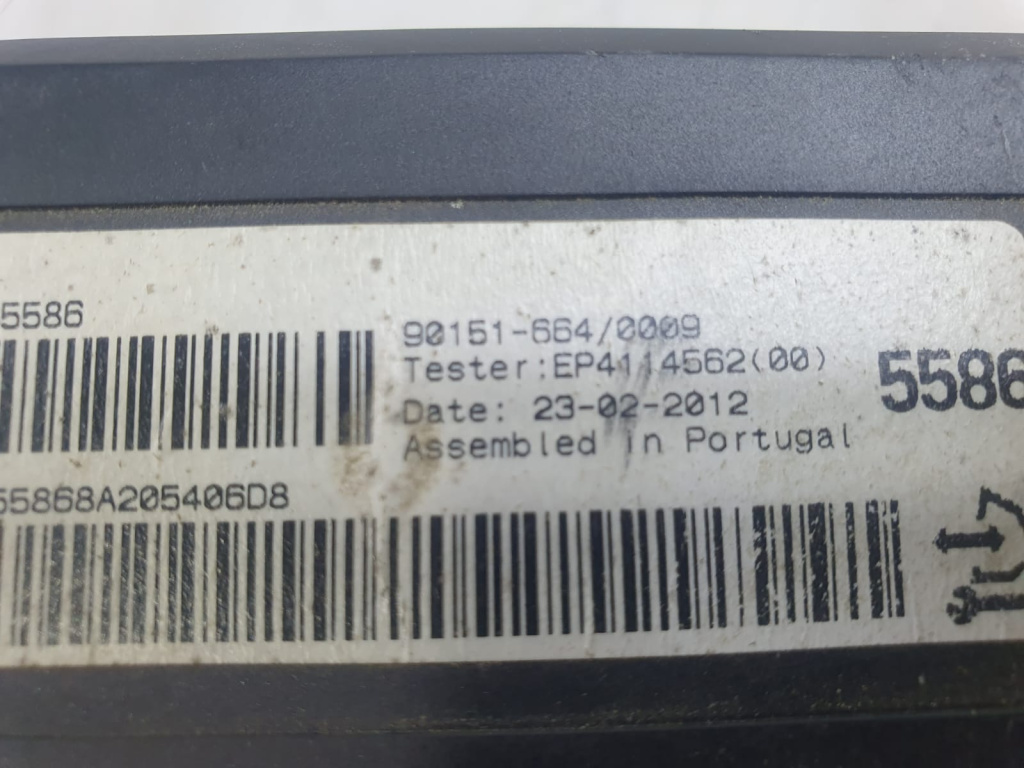 5586
90151-664/0009
Tester:EP4114562(00)
5586
Date: 23-02-2012
Assembled in Portugal
55868A205406D8